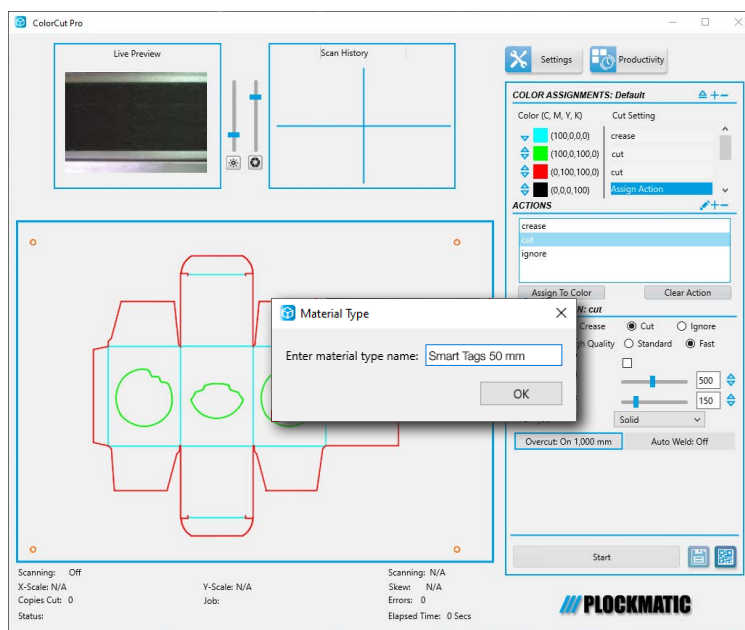 ColorCut Pro
Live Preview
Scan History
Settings
Productivity
COLOR ASSIGNMENTS: Default
Color (C, M, Y, K) Cut Setting
(100,0,0,0) crease
(100,0,100,0) cut
(0,100,100,0) cut
(0,0,0,100) Assign Action
ACTIONS
crease
cut
ignore
Assign To Color Clear Action
N: cut
Crease Cut Ignore
gh Quality Standard Fast
500
150
Solid
Overcut: On 1,000 mm Auto Weld: Off
Start
Material Type
Enter material type name: Smart Tags 50 mm
OK
Scanning: Off Scanning: N/A
X-Scale: N/A Y-Scale: N/A Skew: N/A
Copies Cut: 0 Job: Errors: 0
Status: Elapsed Time: 0 Secs
PLOCKMATIC